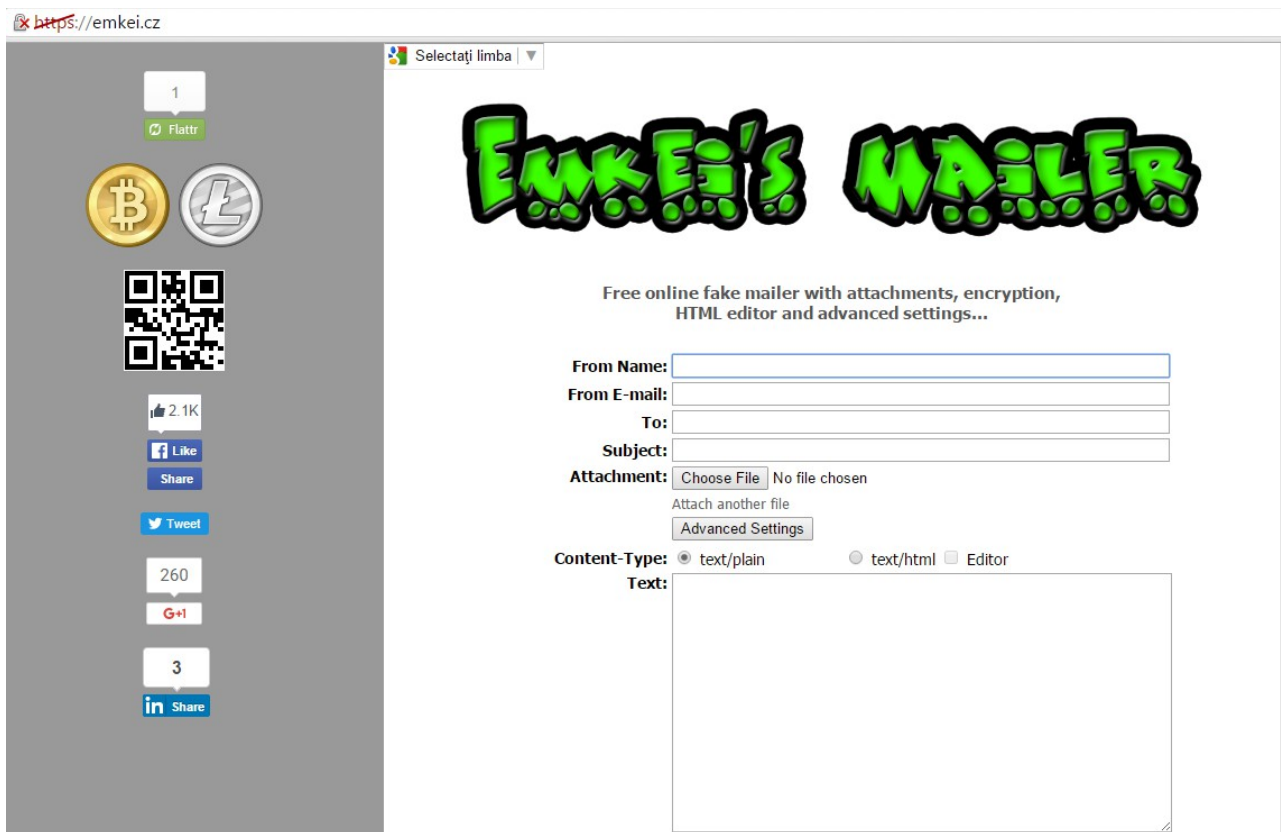 https://emkei.cz
Selectaţi limba
1
Flattr
2.1K
Like
Share
Tweet
260
G+1
3
in Share
EMKEi'S MAiLER
Free online fake mailer with attachments, encryption,
HTML editor and advanced settings...
From Name:
From E-mail:
To:
Subject:
Attachment: Choose File No file chosen
Attach another file
Advanced Settings
Content-Type: text/plain text/html Editor
Text: